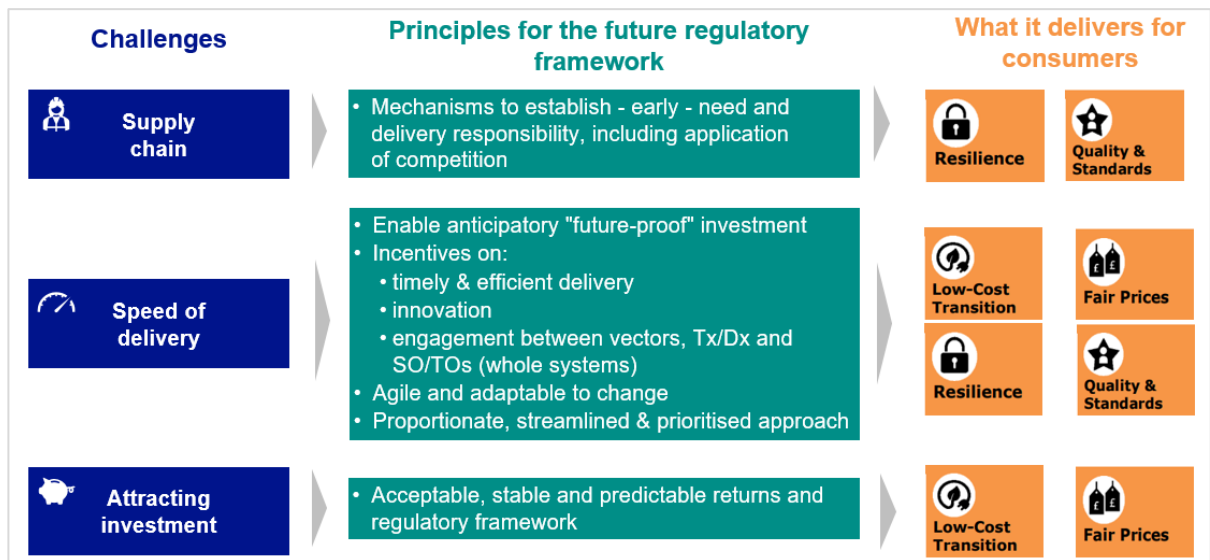 Challenges
Principles for the future regulatory
framework
What it delivers for
consumers
Supply
chain
• Mechanisms to establish - early - need and
delivery responsibility, including application
of competition
Resilience
Quality &
Standards
Speed of
delivery
• Enable anticipatory "future-proof" investment
• Incentives on:
• timely & efficient delivery
• innovation
• engagement between vectors, Tx/Dx and
SO/TOs (whole systems)
• Agile and adaptable to change
• Proportionate, streamlined & prioritised approach
Low-Cost
Transition
£ £
Fair Prices
Resilience
Quality &
Standards
Attracting
investment
• Acceptable, stable and predictable returns and
regulatory framework
Low-Cost
Transition
£ £
Fair Prices